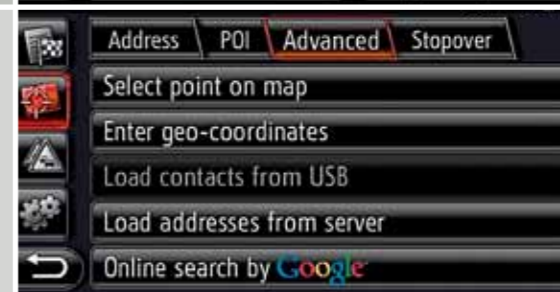 Address POI Advanced Stopover
Select point on map
Enter geo-coordinates
Load contacts from USB
Load addresses from server
Online search by Google